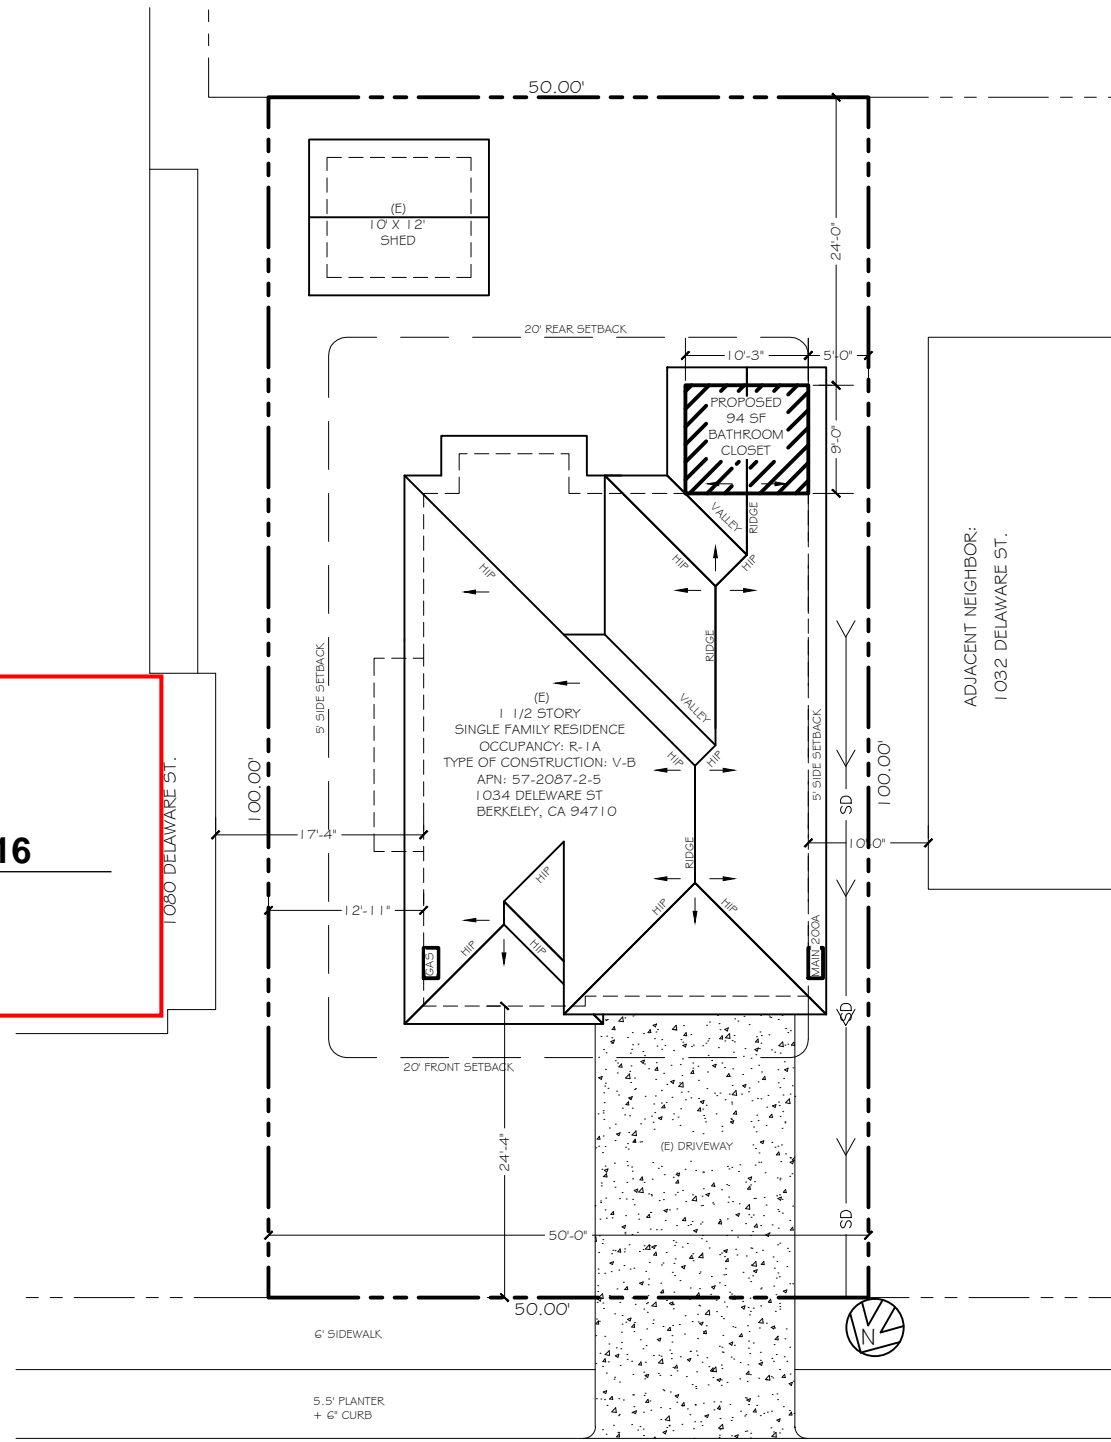 50.00'
(E)
10' X 12'
SHED
24'-0"
20' REAR SETBACK
10'-3"
5'-0"
PROPOSED
94 SF
BATHROOM
CLOSET
9'-0"
VALLEY
RIDGE
HIP
HIP
HIP
RIDGE
ADJACENT NEIGHBOR:
1032 DELAWARE ST.
5' SIDE SETBACK
(E)
1 1/2 STORY
SINGLE FAMILY RESIDENCE
OCCUPANCY: R-1A
TYPE OF CONSTRUCTION: V-B
APN: 57-2087-2-5
1034 DELEWARE ST
BERKELEY, CA 94710
VALLEY
HIP
HIP
5' SIDE SETBACK
100.00'
100.00'
SD
1080 DELAWARE ST.
16
17'-4"
10'-0"
RIDGE
HIP
12'-11"
HIP
HIP
HIP
HIP
GAS
MAIN 200A
SD
20' FRONT SETBACK
24'-4"
(E) DRIVEWAY
SD
50'-0"
50.00'
N
6' SIDEWALK
5.5' PLANTER
+ 6" CURB